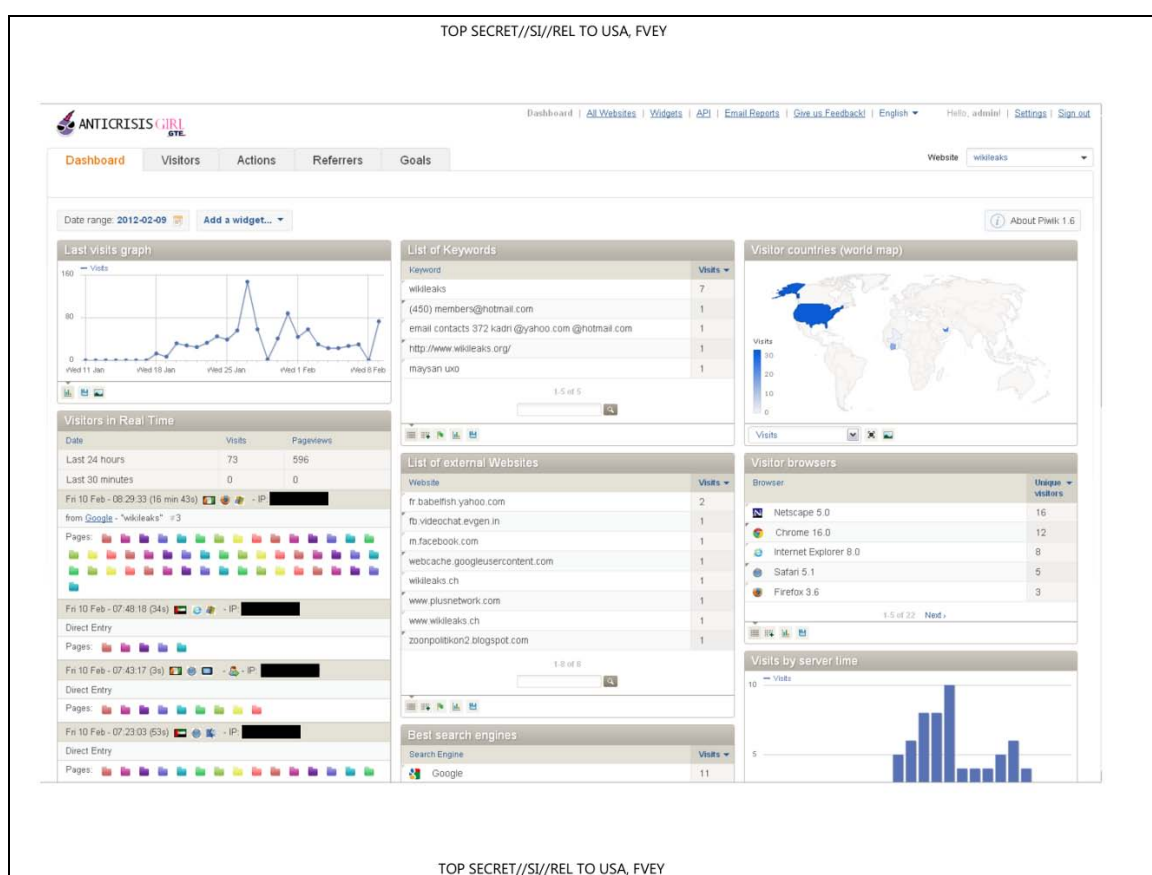 TOP SECRET//SI//REL TO USA, FVEY
ANTICRISIS GIRL
GTE.
Dashboard | All Websites | Widgets | API | Email Reports | Give us Feedback! | English
Hello, admin! | Settings | Sign out
Dashboard Visitors Actions Referrers Goals
Website wikileaks
Date range: 2012-02-09
Add a widget...
About Piwik 1.6
Last visits graph
Visits
160
80
0
Wed 11 Jan Wed 18 Jan Wed 25 Jan Wed 1 Feb Wed 8 Feb
Visitors in Real Time
Date Visits Pageviews
Last 24 hours 73 596
Last 30 minutes 0 0
Fri 10 Feb - 08:29:33 (16 min 43s) - IP:
from Google - "wikileaks" #3
Pages:
Fri 10 Feb - 07:48:18 (34s) - IP:
Direct Entry
Pages:
Fri 10 Feb - 07:43:17 (3s) - - IP:
Direct Entry
Pages:
Fri 10 Feb - 07:23:03 (53s) - IP:
Direct Entry
Pages:
List of Keywords
Keyword Visits
wikileaks 7
(450) members@hotmail.com 1
email contacts 372 kadri @yahoo.com @hotmail.com 1
http://www.wikileaks.org/ 1
maysan uxo 1
1-5 of 5
List of external Websites
Website Visits
fr.babelfish.yahoo.com 2
fb.videochat.evgen.in 1
m.facebook.com 1
webcache.googleusercontent.com 1
wikileaks.ch 1
www.plusnetwork.com 1
www.wikileaks.ch 1
zoonpolitikon2.blogspot.com 1
1-8 of 8
Best search engines
Search Engine Visits
Google 11
Visitor countries (world map)
Visits
30
20
10
0
Visits
Visitor browsers
Browser Unique visitors
Netscape 5.0 16
Chrome 16.0 12
Internet Explorer 8.0 8
Safari 5.1 5
Firefox 3.6 3
1-5 of 22 Next ›
Visits by server time
Visits
10
5
TOP SECRET//SI//REL TO USA, FVEY